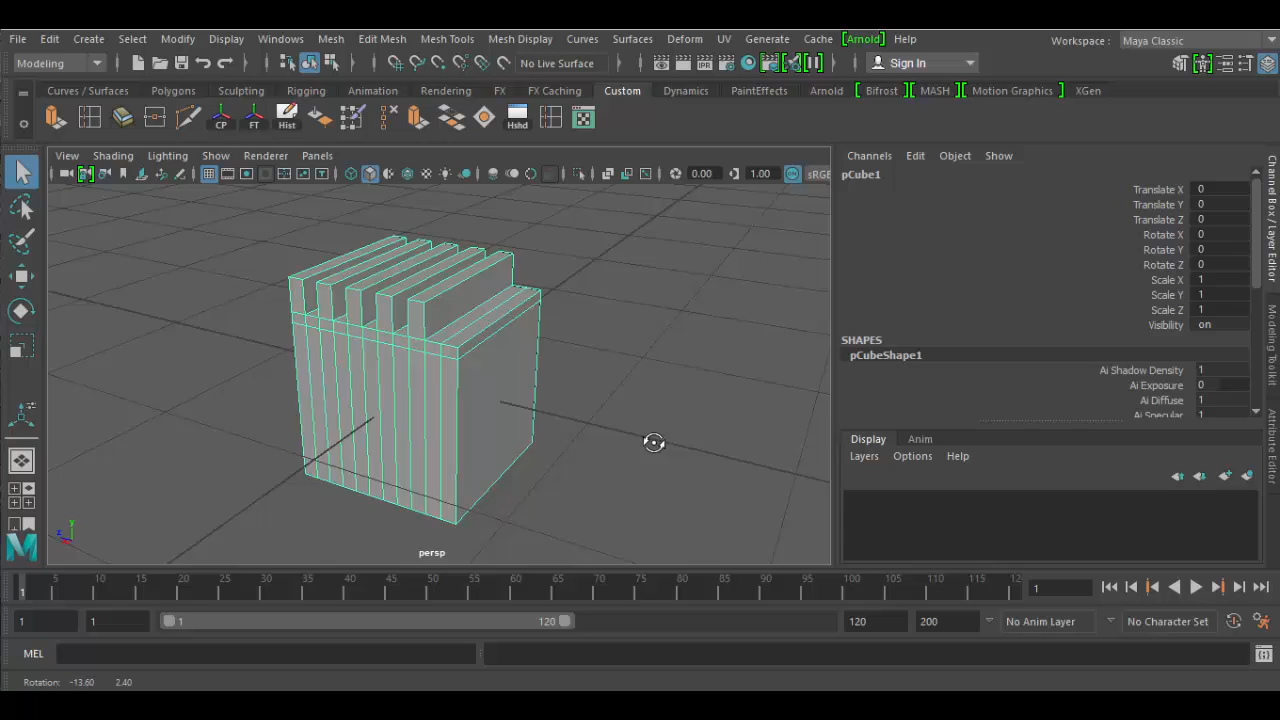 File Edit Create Select Modify Display Windows Mesh Edit Mesh Mesh Tools Mesh Display Curves Surfaces Deform UV Generate Cache [Arnold] Help Workspace : Maya Classic
Modeling No Live Surface Sign In
Curves / Surfaces Polygons Sculpting Rigging Animation Rendering FX FX Caching Custom Dynamics PaintEffects Arnold [ Bifrost ] [ MASH ] [ Motion Graphics ] XGen
CP FT Hist Hshd
View Shading Lighting Show Renderer Panels
0.00 1.00 sRGB
Channels Edit Object Show
pCube1
Translate X 0
Translate Y 0
Translate Z 0
Rotate X 0
Rotate Y 0
Rotate Z 0
Scale X 1
Scale Y 1
Scale Z 1
Visibility on
SHAPES
pCubeShape1
Ai Shadow Density 1
Ai Exposure 0
Ai Diffuse 1
Ai Specular 1
Display Anim
Layers Options Help
Channel Box / Layer Editor
Modeling Toolkit
Attribute Editor
y
z
persp
5 10 15 20 25 30 35 40 45 50 55 60 65 70 75 80 85 90 95 100 105 110 115 12
1 1
1 1 1 120 120 200 No Anim Layer No Character Set
MEL
Rotation: -13.60 2.40